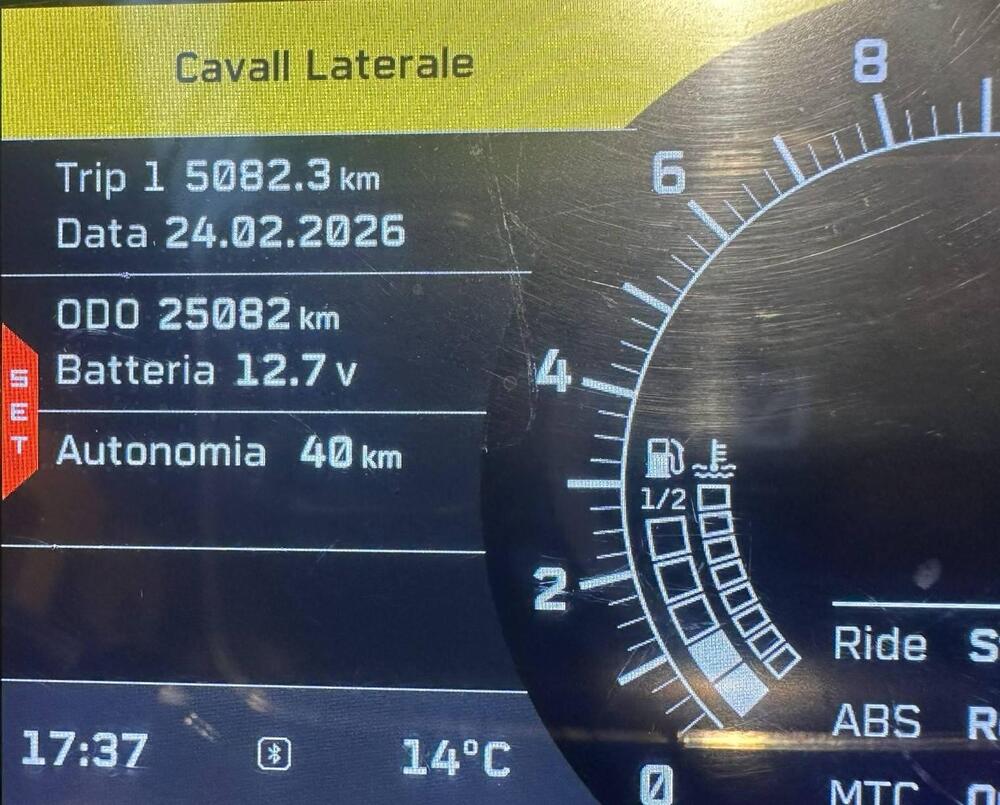 Cavall Laterale
Trip 1 5082.3 km
Data 24.02.2026
ODO 25082 km
Batteria 12.7 V
SET
Autonomia 40 km
17:37
14°C
8
6
4
2
0
1/2
Ride
ABS
MTC